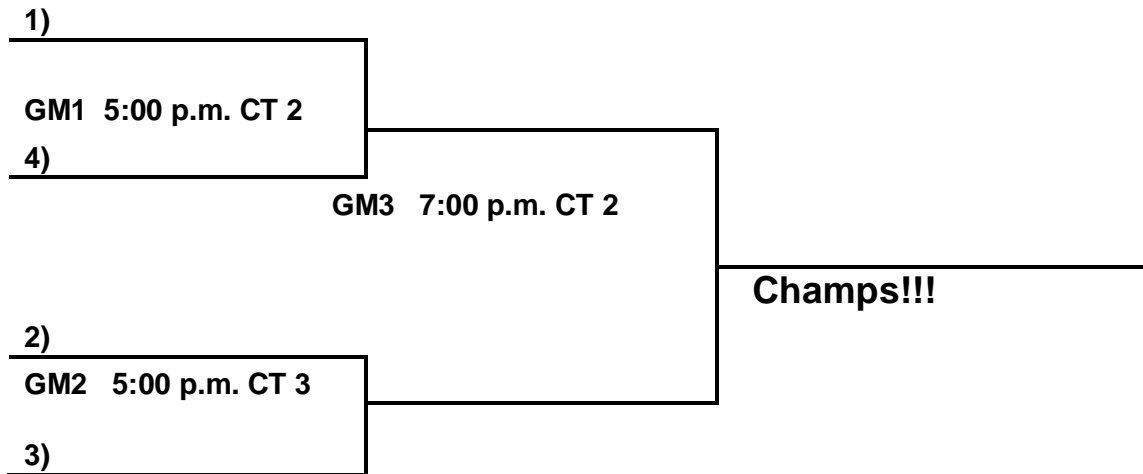 1)
GM1 5:00 p.m. CT 2
4)
GM3 7:00 p.m. CT 2
Champs!!!
2)
GM2 5:00 p.m. CT 3
3)